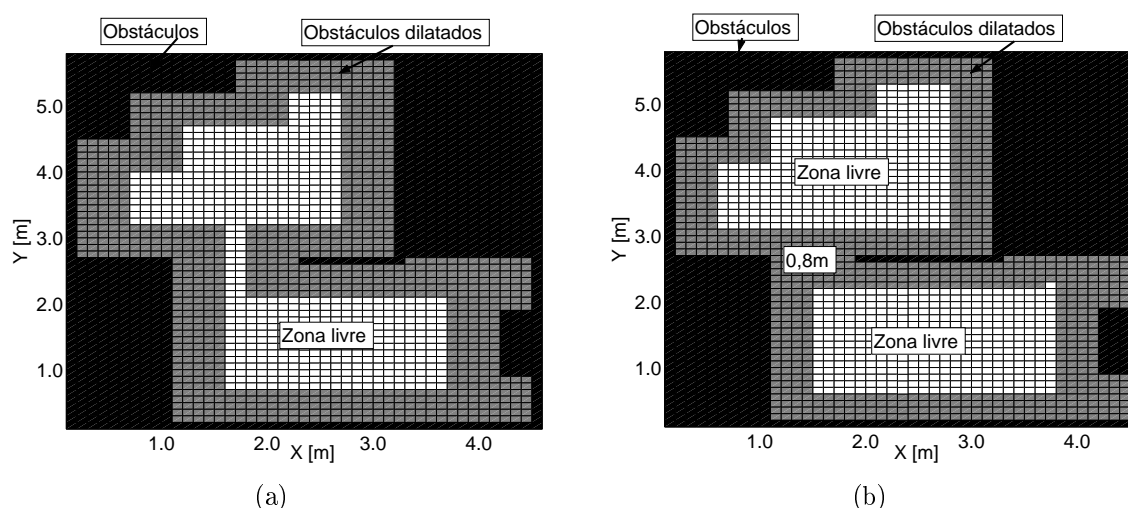 Obstáculos
Obstáculos dilatados
5.0
4.0
3.0
2.0
1.0
Y [m]
Zona livre
1.0
2.0
3.0
4.0
X [m]
(a)
Obstáculos
Obstáculos dilatados
5.0
4.0
3.0
2.0
1.0
Y [m]
Zona livre
0,8m
Zona livre
1.0
2.0
3.0
4.0
X [m]
(b)